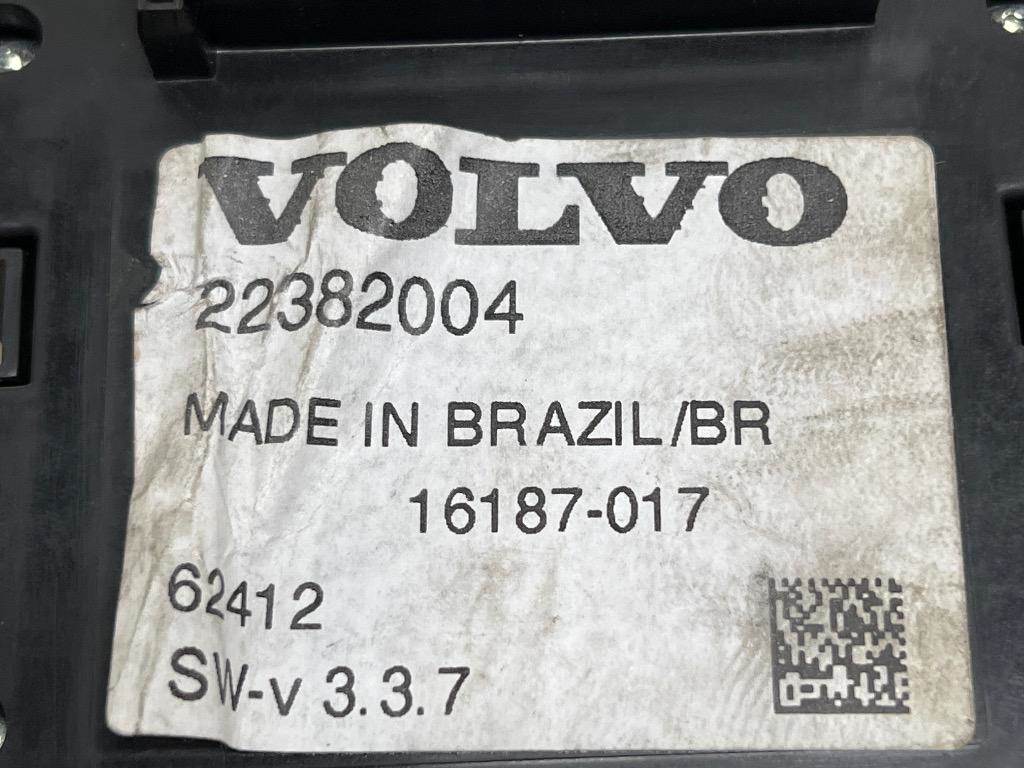 VOLVO
22382004
MADE IN BRAZIL/BR
16187-017
62412
SW-v 3.3.7